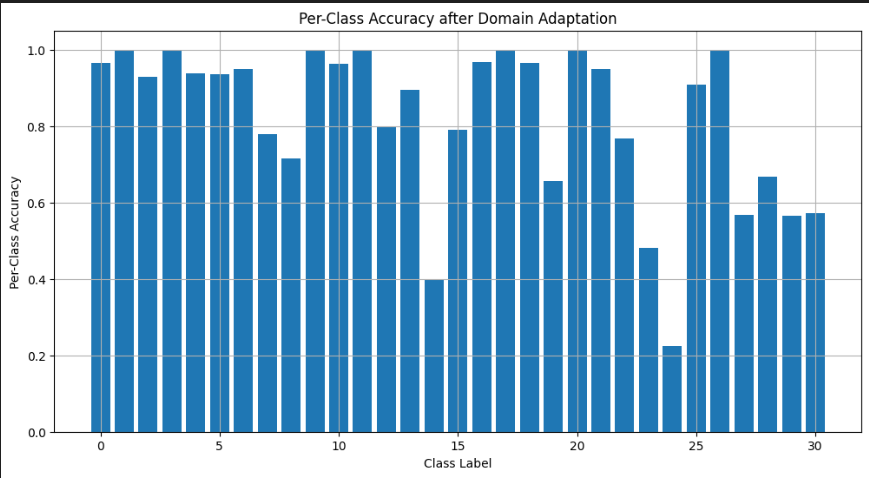 Per-Class Accuracy after Domain Adaptation
1.0
0.8
0.6
0.4
0.2
0.0
Per-Class Accuracy
0 5 10 15 20 25 30
Class Label